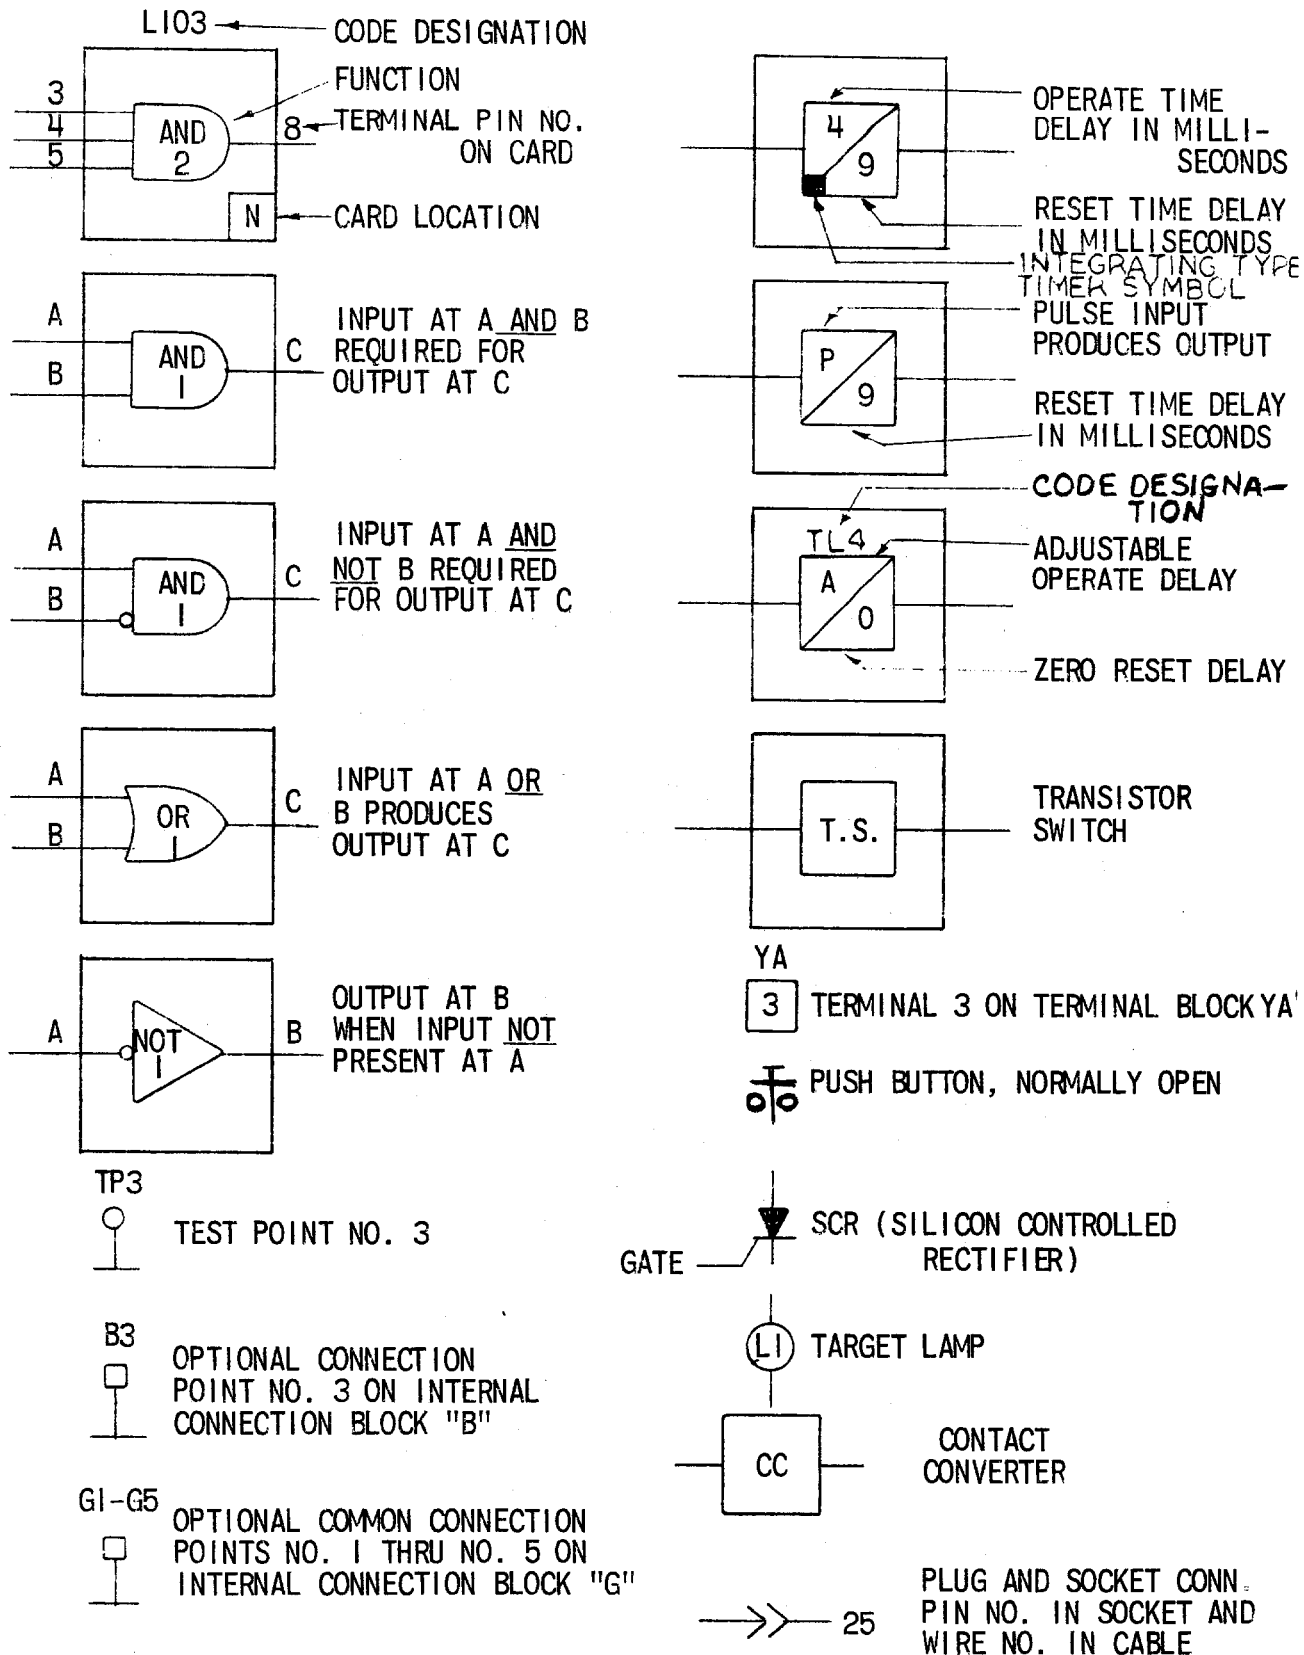 L103
CODE DESIGNATION
3
4
5
AND
2
FUNCTION
8
TERMINAL PIN NO.
ON CARD
N
CARD LOCATION
A
B
AND
1
C
INPUT AT A AND B
REQUIRED FOR
OUTPUT AT C
A
B
AND
1
C
INPUT AT A AND
NOT B REQUIRED
FOR OUTPUT AT C
A
B
OR
1
C
INPUT AT A OR
B PRODUCES
OUTPUT AT C
A
NOT
1
B
OUTPUT AT B
WHEN INPUT NOT
PRESENT AT A
TP3
TEST POINT NO. 3
B3
OPTIONAL CONNECTION
POINT NO. 3 ON INTERNAL
CONNECTION BLOCK "B"
G1-G5
OPTIONAL COMMON CONNECTION
POINTS NO. 1 THRU NO. 5 ON
INTERNAL CONNECTION BLOCK "G"
4
9
OPERATE TIME
DELAY IN MILLI-
SECONDS
RESET TIME DELAY
IN MILLISECONDS
INTEGRATING TYPE
TIMER SYMBOL
P
9
PULSE INPUT
PRODUCES OUTPUT
RESET TIME DELAY
IN MILLISECONDS
CODE DESIGNA-
TION
TL4
A
0
ADJUSTABLE
OPERATE DELAY
ZERO RESET DELAY
T.S.
TRANSISTOR
SWITCH
YA
3
TERMINAL 3 ON TERMINAL BLOCK YA'
PUSH BUTTON, NORMALLY OPEN
GATE
SCR (SILICON CONTROLLED
RECTIFIER)
L1
TARGET LAMP
CC
CONTACT
CONVERTER
25
PLUG AND SOCKET CONN.
PIN NO. IN SOCKET AND
WIRE NO. IN CABLE